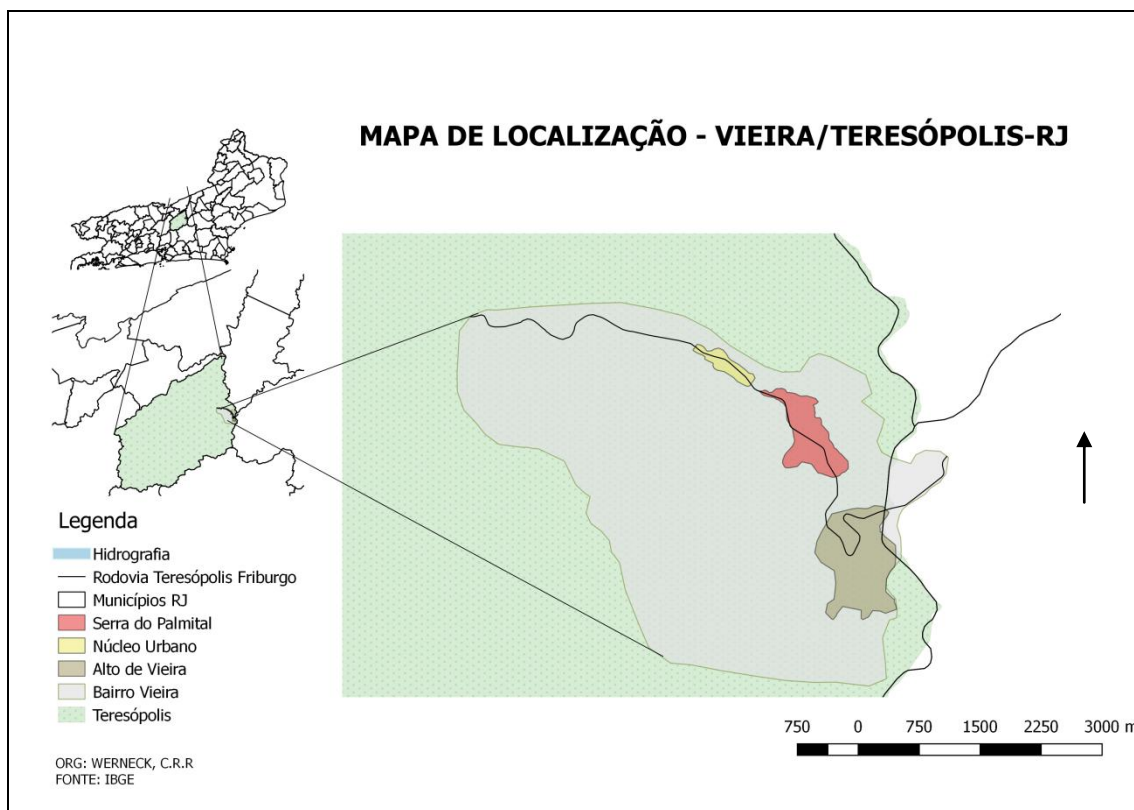 MAPA DE LOCALIZAÇÃO - VIEIRA/TERESÓPOLIS-RJ
Legenda
Hidrografia
Rodovia Teresópolis Friburgo
Municípios RJ
Serra do Palmital
Núcleo Urbano
Alto de Vieira
Bairro Vieira
Teresópolis
750 0 750 1500 2250 3000 m
ORG: WERNECK, C.R.R
FONTE: IBGE